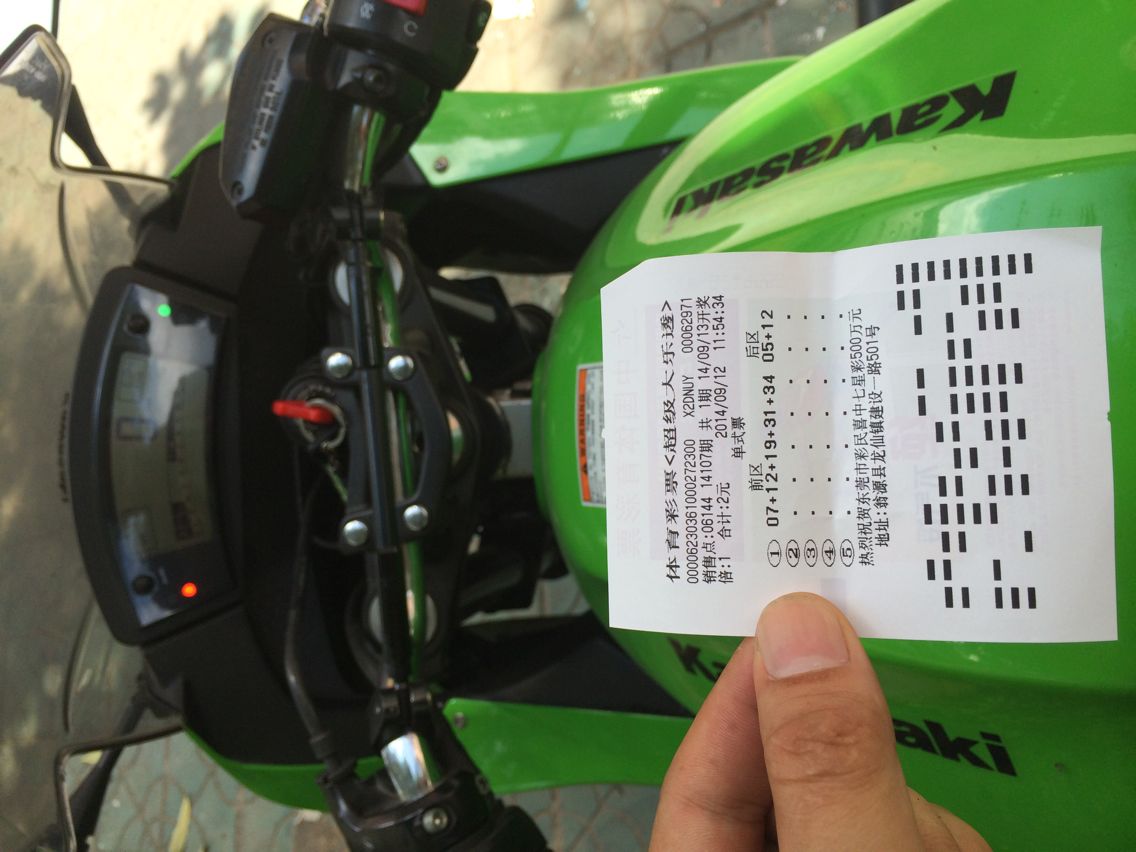 体育彩票<超级大乐透>
00006230361000272300 X2DNUY 00062971
销售点:06144 14107期 共 1期 14/09/13开奖
倍:1 合计:2元 2014/09/12 11:54:34
单式票
前区 后区
① 07+12+19+31+34 05+12
②
③
④
⑤
热烈祝贺东莞市彩民喜中七星彩500万元
地址:翁源县龙仙镇建设一路501号
Kawasaki
WARNING